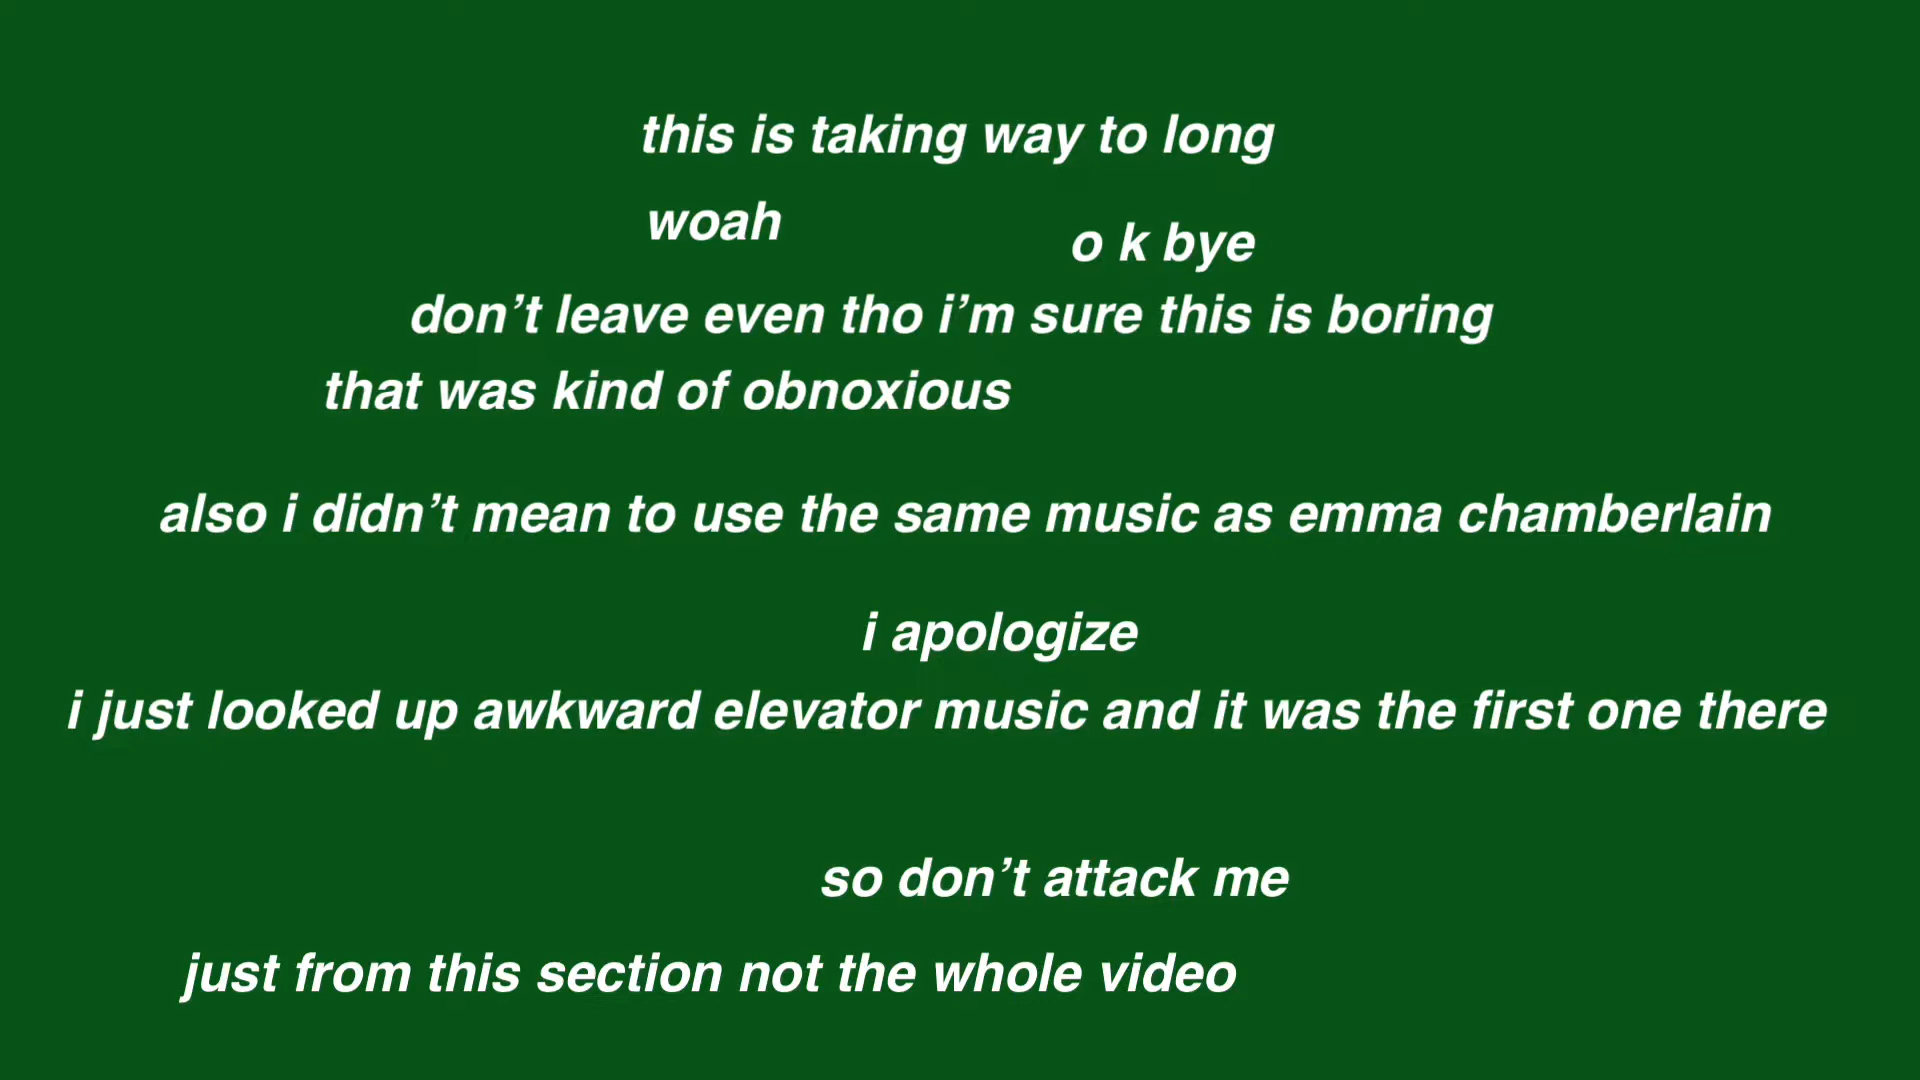 this is taking way to long
woah
o k bye
don’t leave even tho i’m sure this is boring
that was kind of obnoxious
also i didn’t mean to use the same music as emma chamberlain
i apologize
i just looked up awkward elevator music and it was the first one there
so don’t attack me
just from this section not the whole video